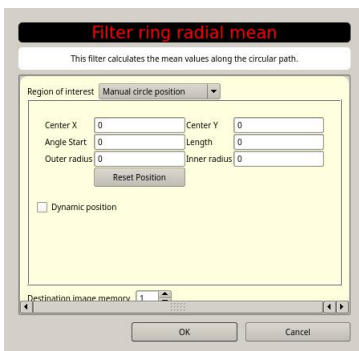 Filter ring radial mean
This filter calculates the mean values along the circular path.
Region of interest Manual circle position
Center X 0 Center Y 0
Angle Start 0 Length 0
Outer radius 0 Inner radius 0
Reset Position
Dynamic position
Destination image memory 1
OK Cancel